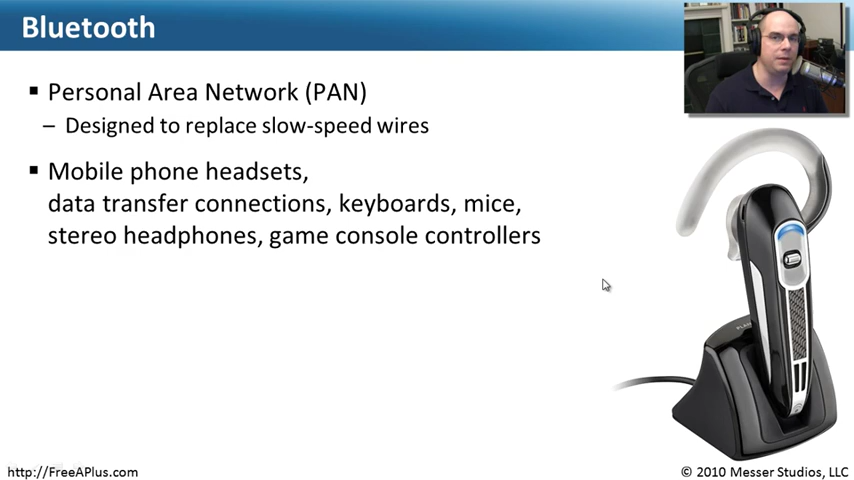 Bluetooth
▪ Personal Area Network (PAN)
– Designed to replace slow-speed wires
▪ Mobile phone headsets,
data transfer connections, keyboards, mice,
stereo headphones, game console controllers
http://FreeAPlus.com
© 2010 Messer Studios, LLC